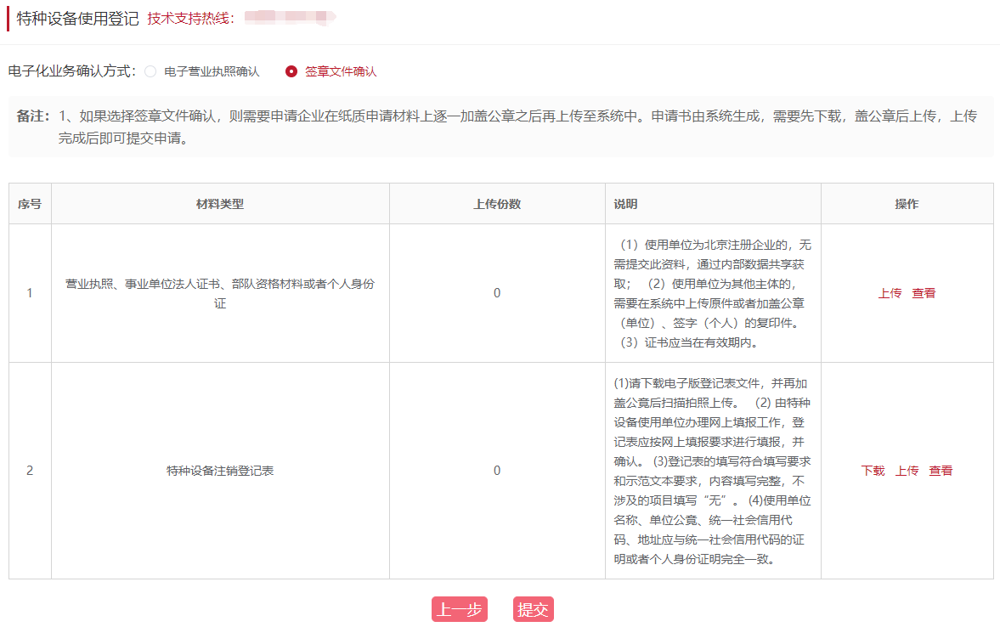 特种设备使用登记 技术支持热线：
电子化业务确认方式： 电子营业执照确认 签章文件确认
备注： 1、如果选择签章文件确认，则需要申请企业在纸质申请材料上逐一加盖公章之后再上传至系统中。申请书由系统生成，需要先下载，盖公章后上传，上传
完成后即可提交申请。
序号 材料类型 上传份数 说明 操作
1
营业执照、事业单位法人证书、部队资格材料或者个人身份
证
0
（1）使用单位为北京注册企业的，无
需提交此资料，通过内部数据共享获
取； （2）使用单位为其他主体的，
需要在系统中上传原件或者加盖公章
（单位）、签字（个人）的复印件。
（3）证书应当在有效期内。
上传 查看
2
特种设备注销登记表
0
(1)请下载电子版登记表文件，并再加
盖公竟后扫描拍照上传。 （2) 由特种
设备使用单位办理网上填报工作，登
记表应按网上填报要求进行填报，并
确认。 (3)登记表的填写符合填写要求
和示范文本要求，内容填写完整，不
涉及的项目填写“无”。 (4)使用单位
名称、单位公竟、统一社会信用代
码、地址应与统一社会信用代码的证
明或者个人身份证明完全一致。
下载 上传 查看
上一步 提交